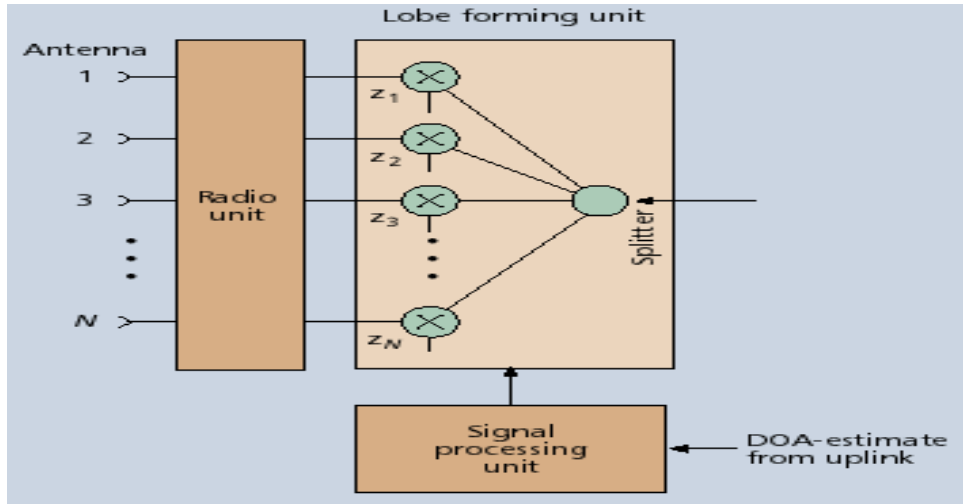 Lobe forming unit
Antenna
1
z1
2
z2
3
Radio
unit
z3
Splitter
N
zN
Signal
processing
unit
DOA-estimate
from uplink